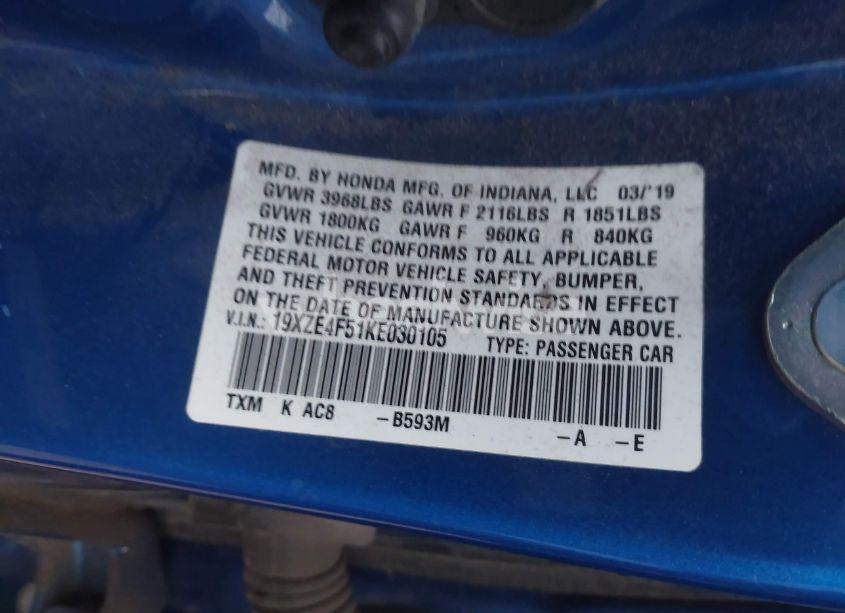 MFD. BY HONDA MFG. OF INDIANA, LLC 03/'19
GVWR 3968LBS GAWR F 2116LBS R 1851LBS
GVWR 1800KG GAWR F 960KG R 840KG
THIS VEHICLE CONFORMS TO ALL APPLICABLE
FEDERAL MOTOR VEHICLE SAFETY, BUMPER,
AND THEFT PREVENTION STANDARDS IN EFFECT
ON THE DATE OF MANUFACTURE SHOWN ABOVE.
V.I.N.: 19XZE4F51KE030105 TYPE: PASSENGER CAR
TXM K AC8 -B593M -A -E